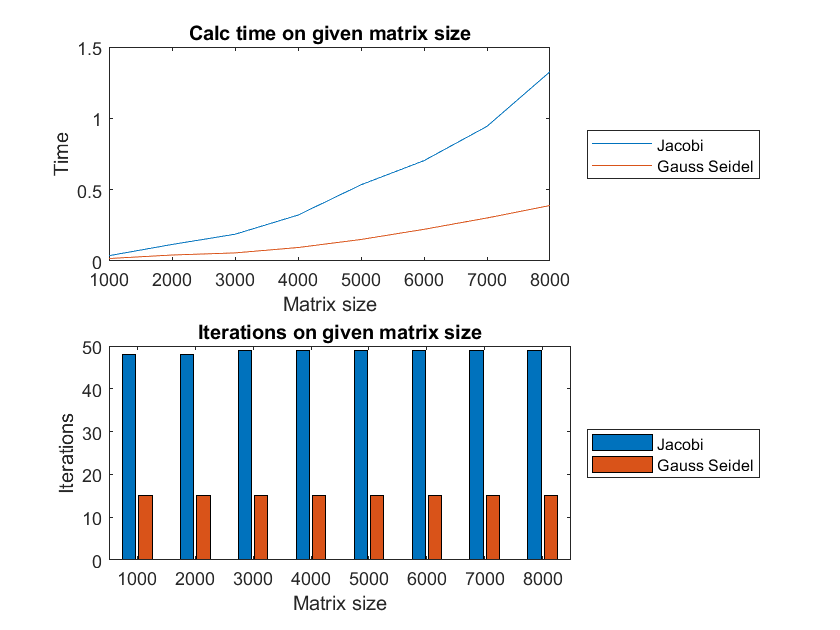 Calc time on given matrix size
1.5
1
0.5
0
Time
1000 2000 3000 4000 5000 6000 7000 8000
Matrix size
Jacobi
Gauss Seidel
Iterations on given matrix size
50
40
30
20
10
0
Iterations
1000 2000 3000 4000 5000 6000 7000 8000
Matrix size
Jacobi
Gauss Seidel